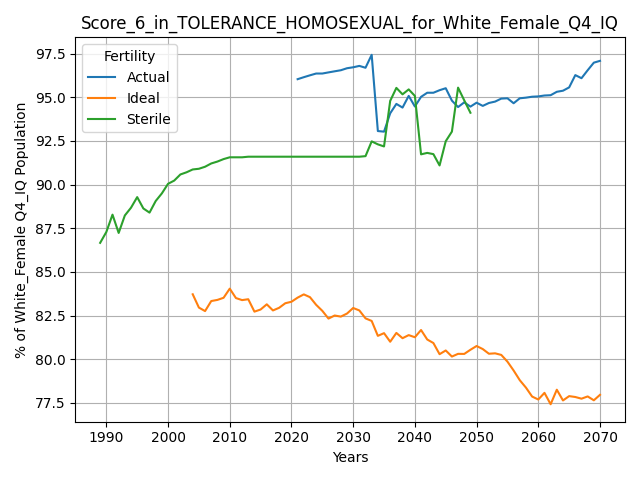 Score_6_in_TOLERANCE_HOMOSEXUAL_for_White_Female_Q4_IQ
Fertility
Actual
Ideal
Sterile
% of White_Female Q4_IQ Population
97.5
95.0
92.5
90.0
87.5
85.0
82.5
80.0
77.5
1990 2000 2010 2020 2030 2040 2050 2060 2070
Years